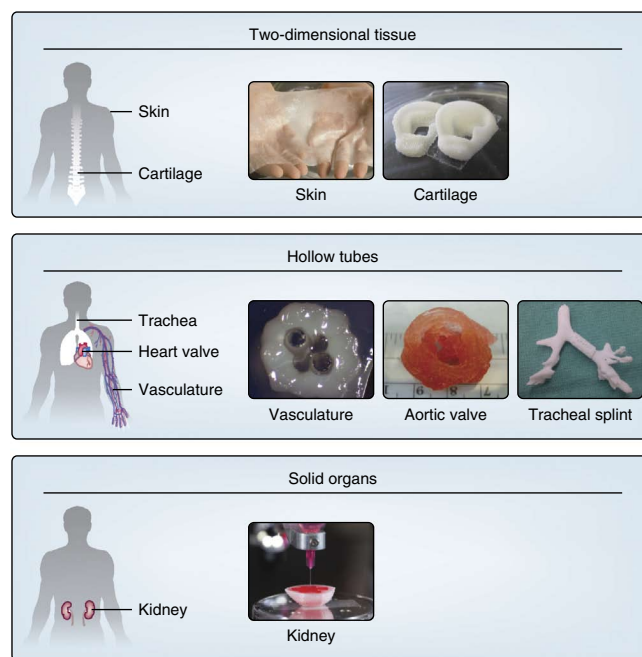 Two-dimensional tissue
Skin
Cartilage
Skin
Cartilage
Hollow tubes
Trachea
Heart valve
Vasculature
Vasculature
Aortic valve
Tracheal splint
Solid organs
Kidney
Kidney